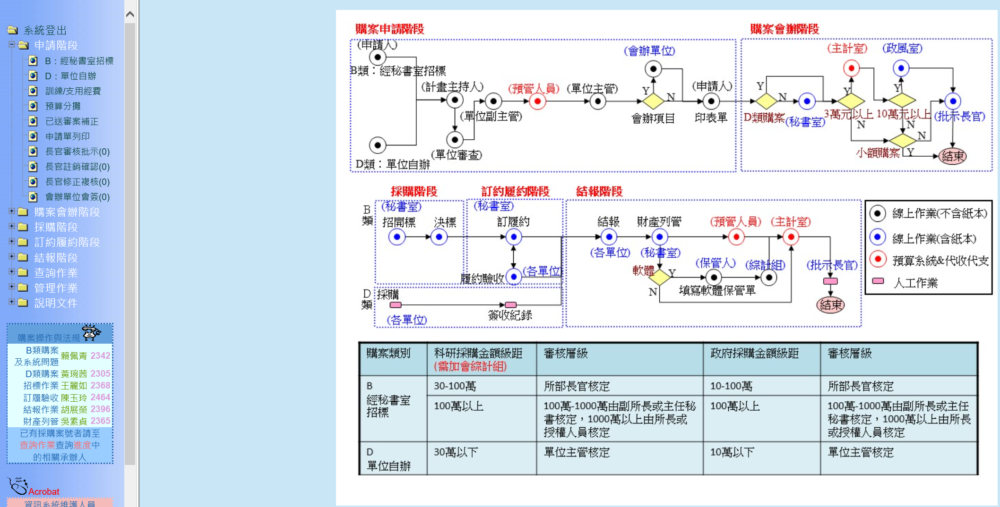 系統登出
申請階段
B：經秘書室招標
D：單位自辦
訓練/支用經費
預算分攤
已送審案補正
申請單列印
長官審核批示(0)
長官註銷確認(0)
長官修正複核(0)
會辦單位會簽(0)
購案會辦階段
採購階段
訂約履約階段
結報階段
查詢作業
管理作業
說明文件
購案操作與法規
B類購案
及系統問題 賴佩青 2342
D類購案 黃琬茜 2305
招標作業 王麗如 2368
訂履驗收 陳玉玲 2464
結報作業 胡展榮 2396
財產列管 吳素貞 2365
已有採購案號者請至
查詢作業查詢進度中
的相關承辦人
Acrobat
資訊系統維護人員
購案申請階段
(申請人)
B類：經秘書室招標
(計畫主持人)
(單位副主管)
(預管人員)
(單位主管)
(會辦單位)
Y
N
(申請人)
會辦項目
印表單
(單位審查)
D類：單位自辦
購案會辦階段
(主計室)
(政風室)
Y
N
Y
Y
D類購案
(秘書室)
3萬元以上
10萬元以上
(批示長官)
N
N
N
小額購案
Y
結束
採購階段
訂約履約階段
結報階段
B
類
(秘書室)
招開標
決標
(秘書室)
訂履約
履約驗收
(各單位)
結報
(各單位)
財產列管
(秘書室)
(預管人員)
(主計室)
軟體
Y
N
(保管人)
填寫軟體保管單
(綜計組)
(批示長官)
結束
D
類
採購
(各單位)
簽收紀錄
線上作業(不含紙本)
線上作業(含紙本)
預算系統&代收代支
人工作業
購案類別
科研採購金額級距
(需加會綜計組)
審核層級
政府採購金額級距
審核層級
B
經秘書室
招標
30-100萬
所部長官核定
10-100萬
所部長官核定
100萬以上
100萬-1000萬由副所長或主任秘
書核定，1000萬以上由所長或
授權人員核定
100萬以上
100萬-1000萬由副所長或主任
秘書核定，1000萬以上由所長
或授權人員核定
D
單位自辦
30萬以下
單位主管核定
10萬以下
單位主管核定